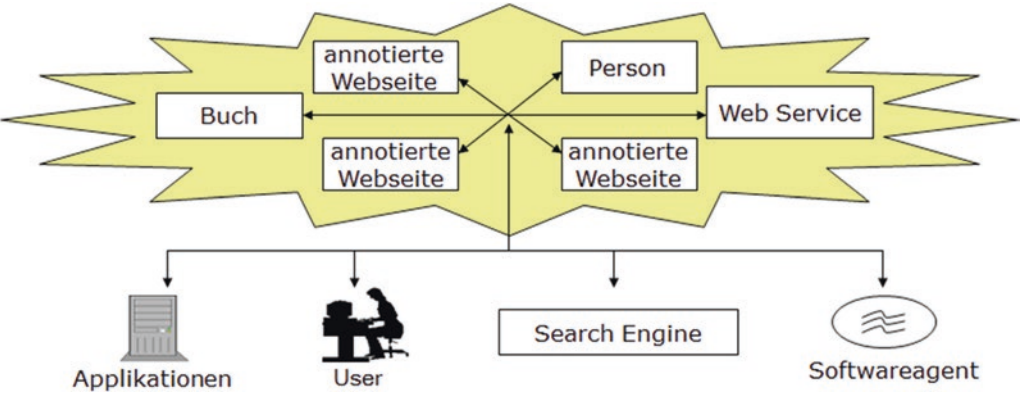 annotierte
Webseite
Person
Buch
Web Service
annotierte
Webseite
annotierte
Webseite
Applikationen
User
Search Engine
Softwareagent